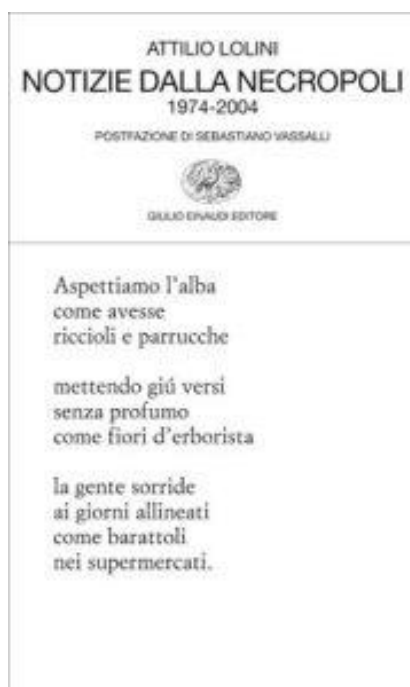 ATTILIO LOLINI
NOTIZIE DALLA NECROPOLI
1974-2004
POSTFAZIONE DI SEBASTIANO VASSALLI
GIULIO EINAUDI EDITORE
Aspettiamo l'alba
come avesse
riccioli e parrucche
mettendo giú versi
senza profumo
come fiori d'erborista
la gente sorride
ai giorni allineati
come barattoli
nei supermercati.